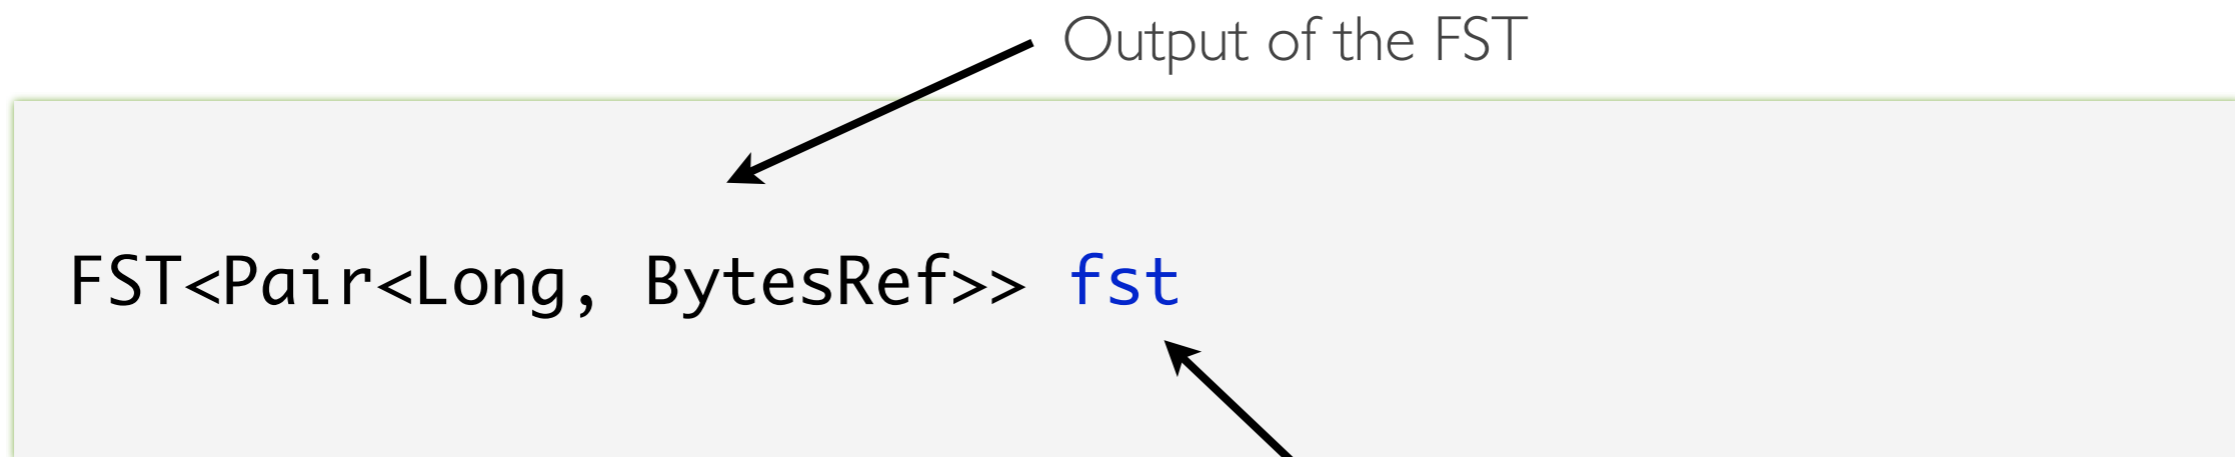 Output of the FST
FST<Pair<Long, BytesRef>> fst